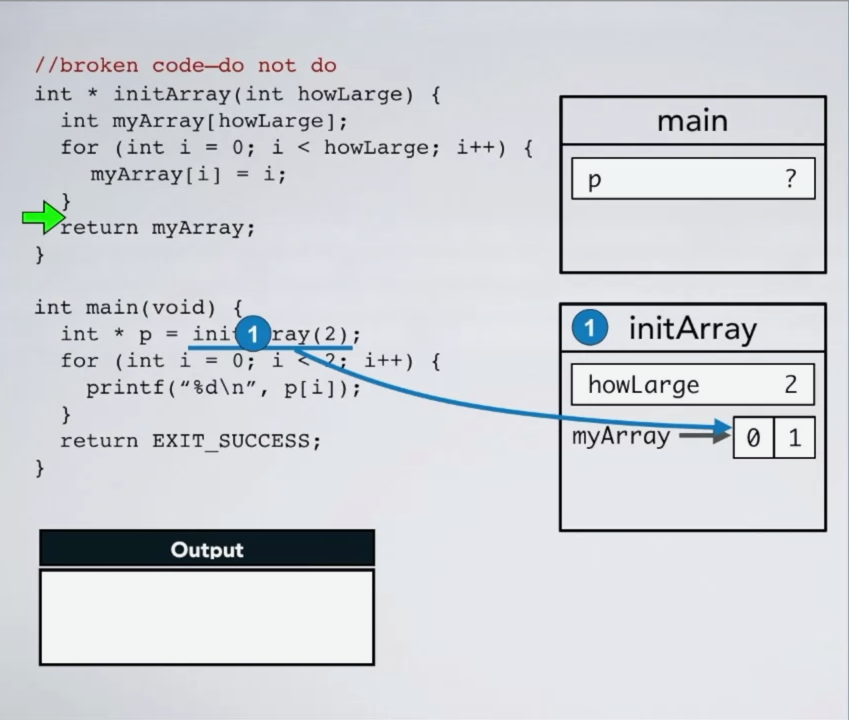 //broken code—do not do
int * initArray(int howLarge) {
int myArray[howLarge];
for (int i = 0; i < howLarge; i++) {
myArray[i] = i;
}
return myArray;
}
int main(void) {
int * p = ini 1 ray(2);
for (int i = 0; i < 2; i++) {
printf(“%d\n”, p[i]);
}
return EXIT_SUCCESS;
}
Output
main
p ?
1 initArray
howLarge 2
myArray 0 1